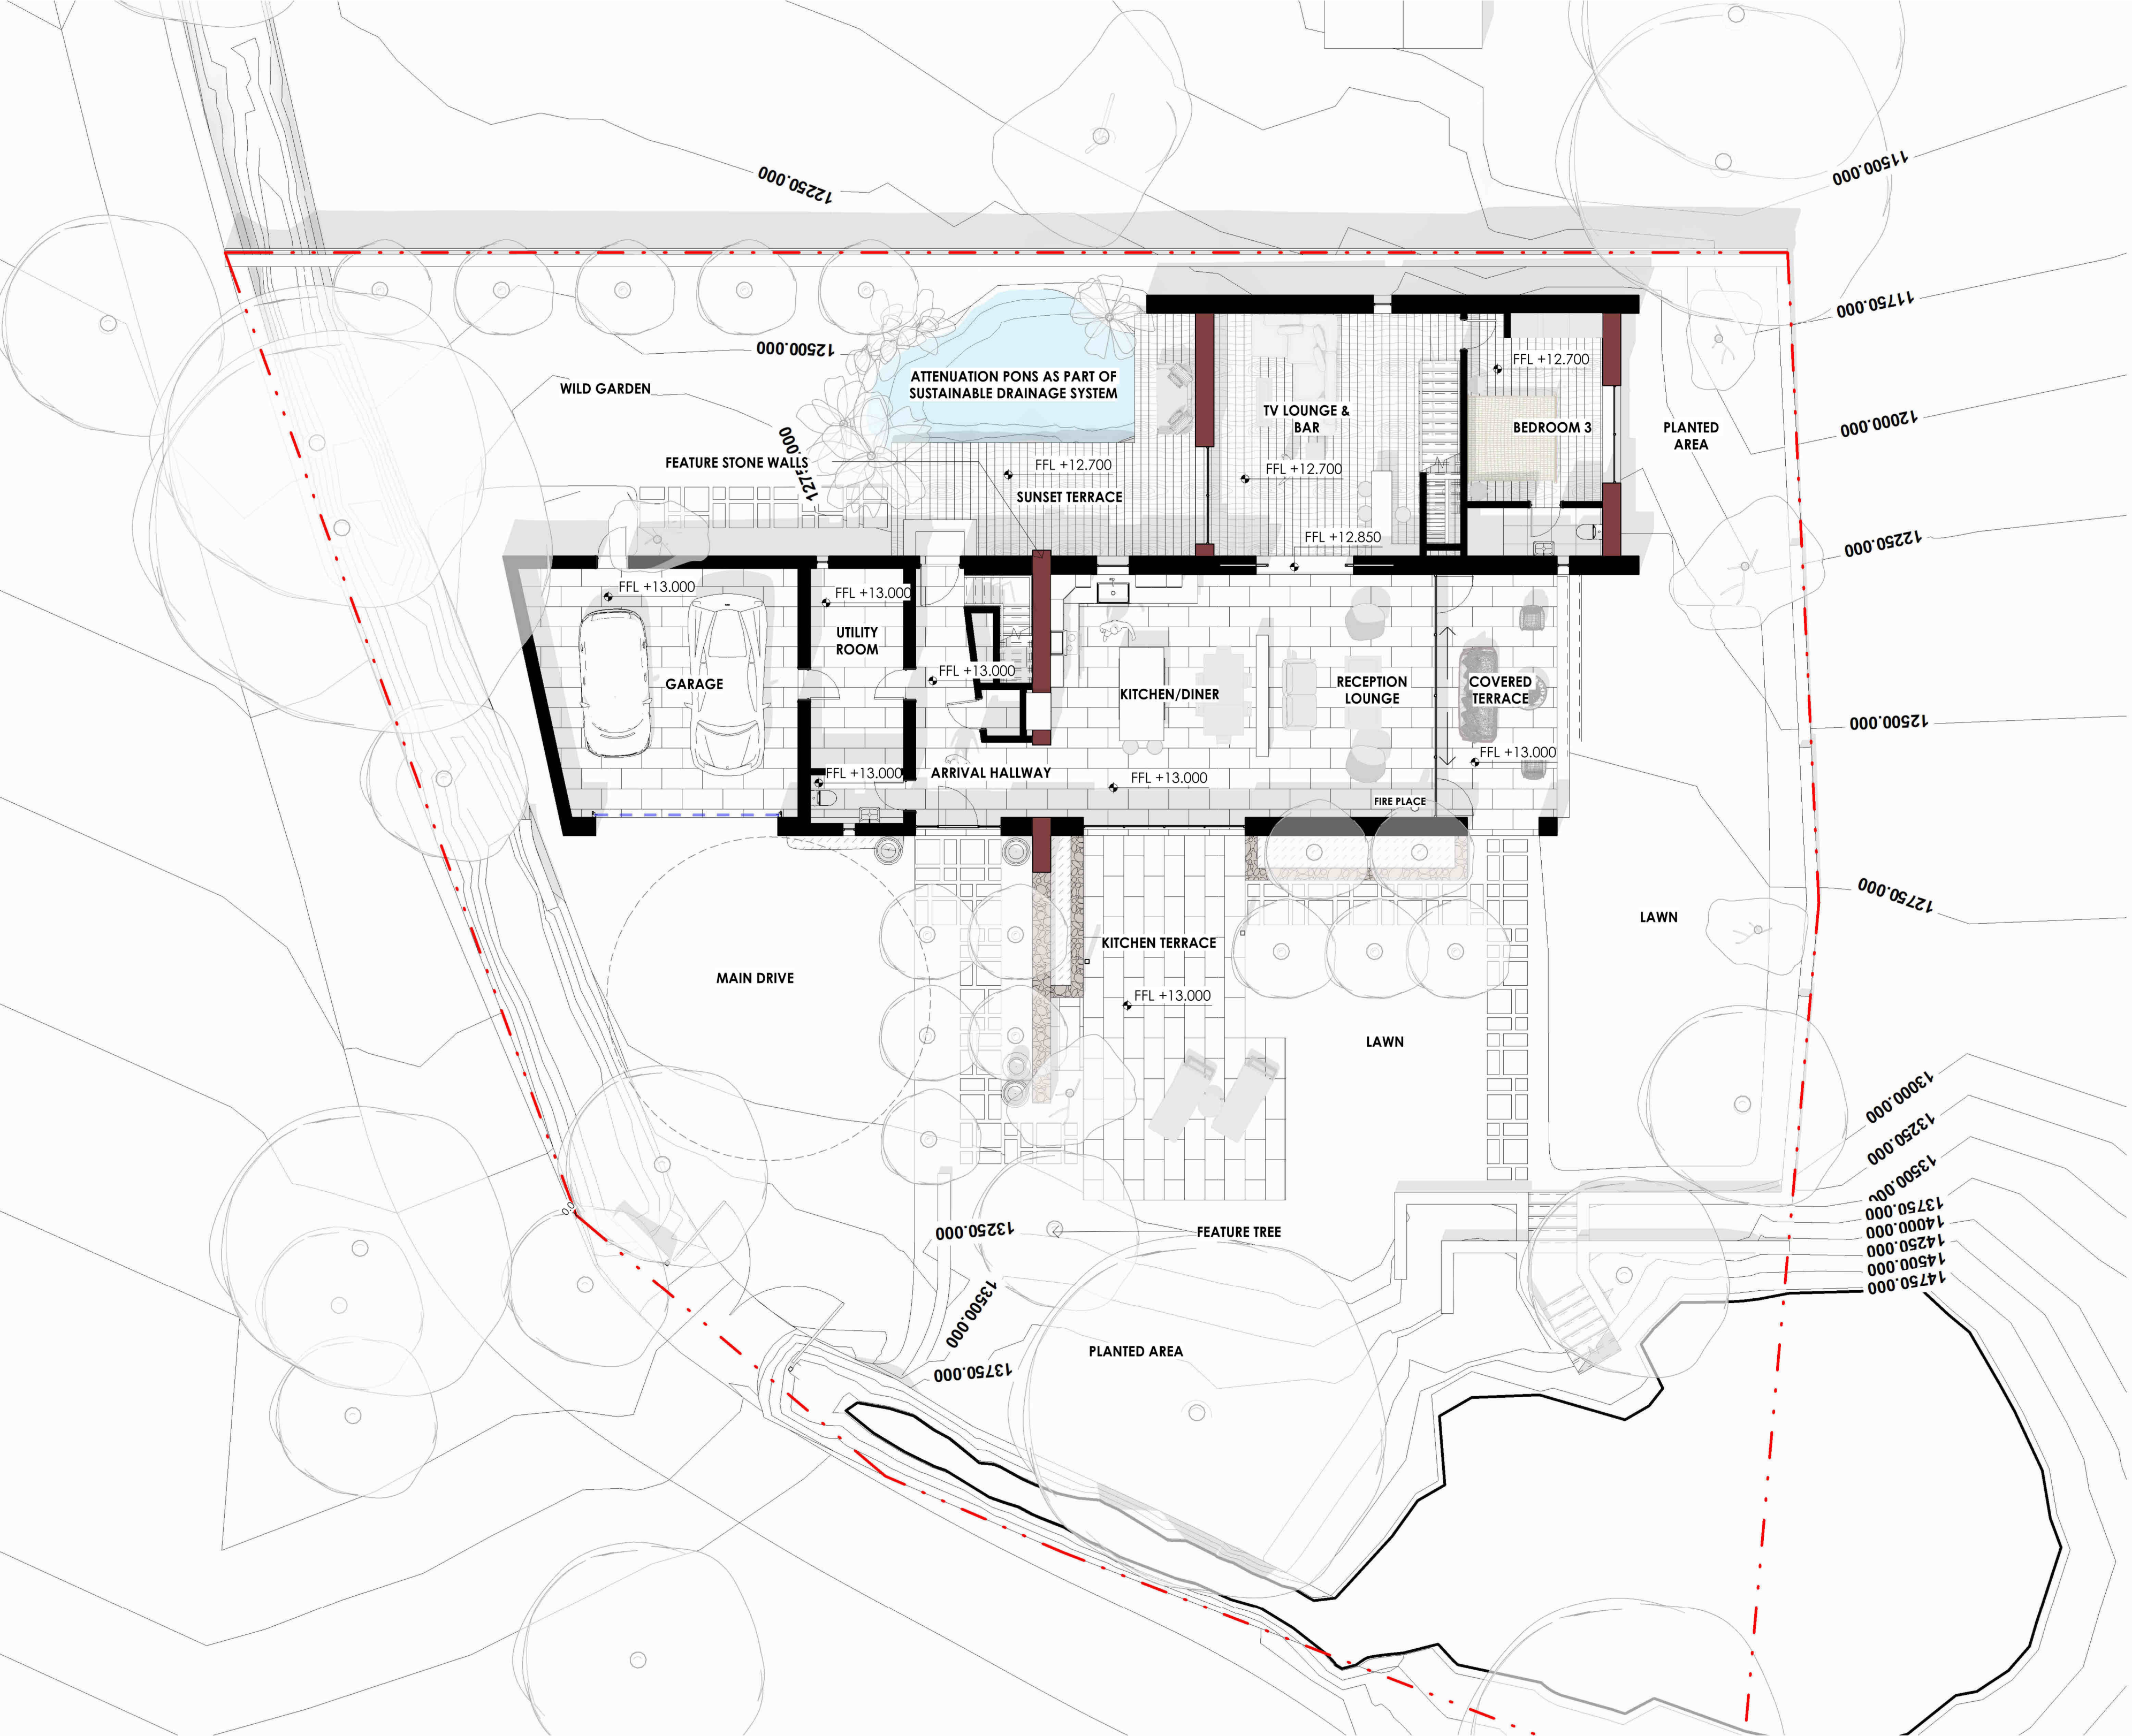 12250.000
11500.000
11750.000
12500.000
WILD GARDEN
ATTENUATION PONS AS PART OF
SUSTAINABLE DRAINAGE SYSTEM
FFL +12.700
TV LOUNGE &
BAR
BEDROOM 3
PLANTED
AREA
12000.000
FEATURE STONE WALLS
FFL +12.700
SUNSET TERRACE
FFL +12.700
FFL +12.850
12250.000
FFL +13.000
FFL +13.000
UTILITY
ROOM
GARAGE
FFL +13.000
KITCHEN/DINER
RECEPTION
LOUNGE
COVERED
TERRACE
12500.000
FFL +13.000
FFL +13.000
ARRIVAL HALLWAY
FFL +13.000
FIRE PLACE
12750.000
LAWN
KITCHEN TERRACE
MAIN DRIVE
FFL +13.000
LAWN
13000.000
13250.000
13500.000
13750.000
14000.000
14250.000
14500.000
14750.000
13250.000
FEATURE TREE
13500.000
PLANTED AREA
13750.000